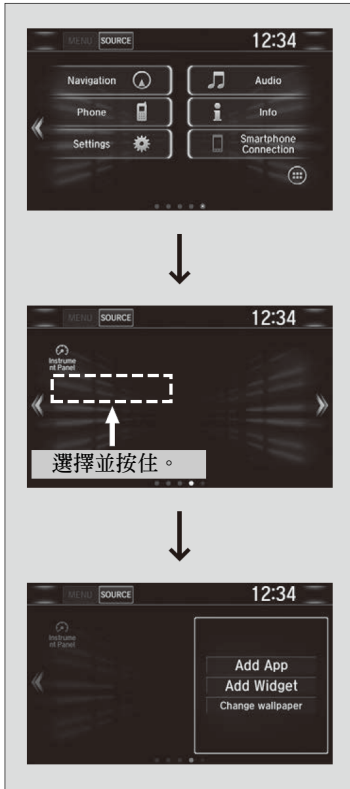 MENU SOURCE 12:34
Navigation Audio
Phone Info
Settings Smartphone
Connection
MENU SOURCE 12:34
Instrume
nt Panel
選擇並按住。
MENU SOURCE 12:34
Instrume
nt Panel
Add App
Add Widget
Change wallpaper